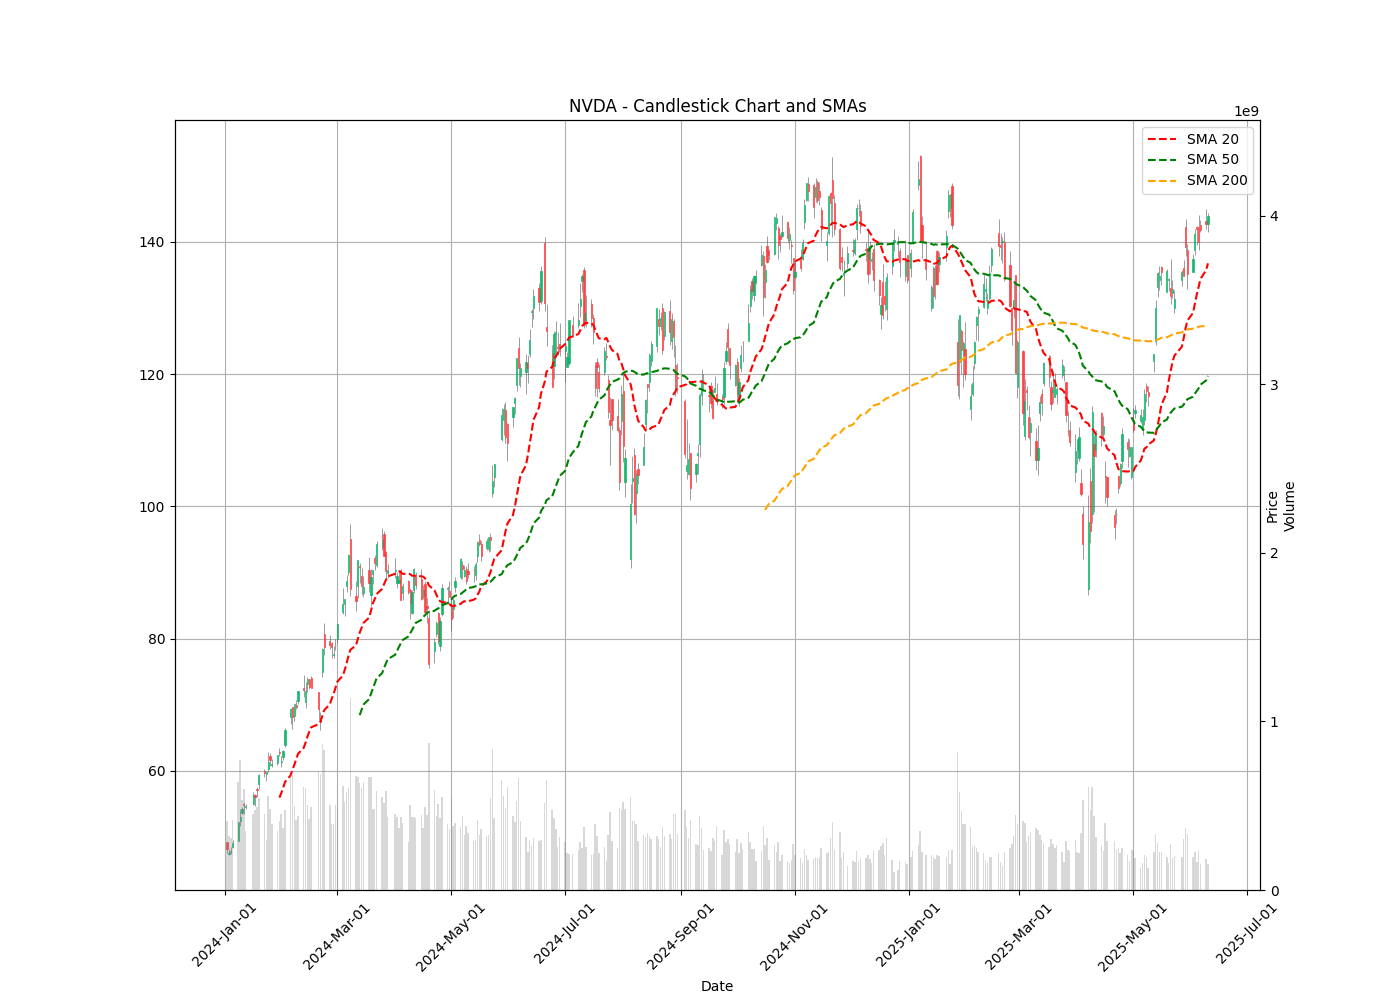 NVDA - Candlestick Chart and SMAs
1e9
SMA 20
SMA 50
SMA 200
140
120
100
80
60
4
3
2
1
0
Price
Volume
2024-Jan-01
2024-Mar-01
2024-May-01
2024-Jul-01
2024-Sep-01
2024-Nov-01
2025-Jan-01
2025-Mar-01
2025-May-01
2025-Jul-01
Date